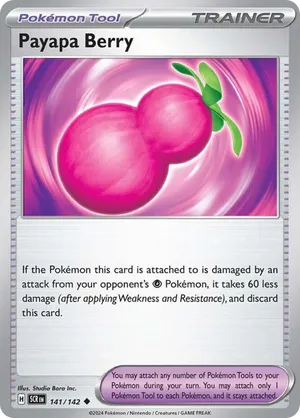 Pokémon Tool TRAINER
Payapa Berry
If the Pokémon this card is attached to is damaged by an
attack from your opponent's Pokémon, it takes 60 less
damage (after applying Weakness and Resistance), and discard
this card.
Illus. Studio Bora Inc.
You may attach any number of Pokémon Tools to your
Pokémon during your turn. You may attach only 1
Pokémon Tool to each Pokémon, and it stays attached.
H SCR EN 141/142
©2024 Pokémon / Nintendo / Creatures / GAME FREAK